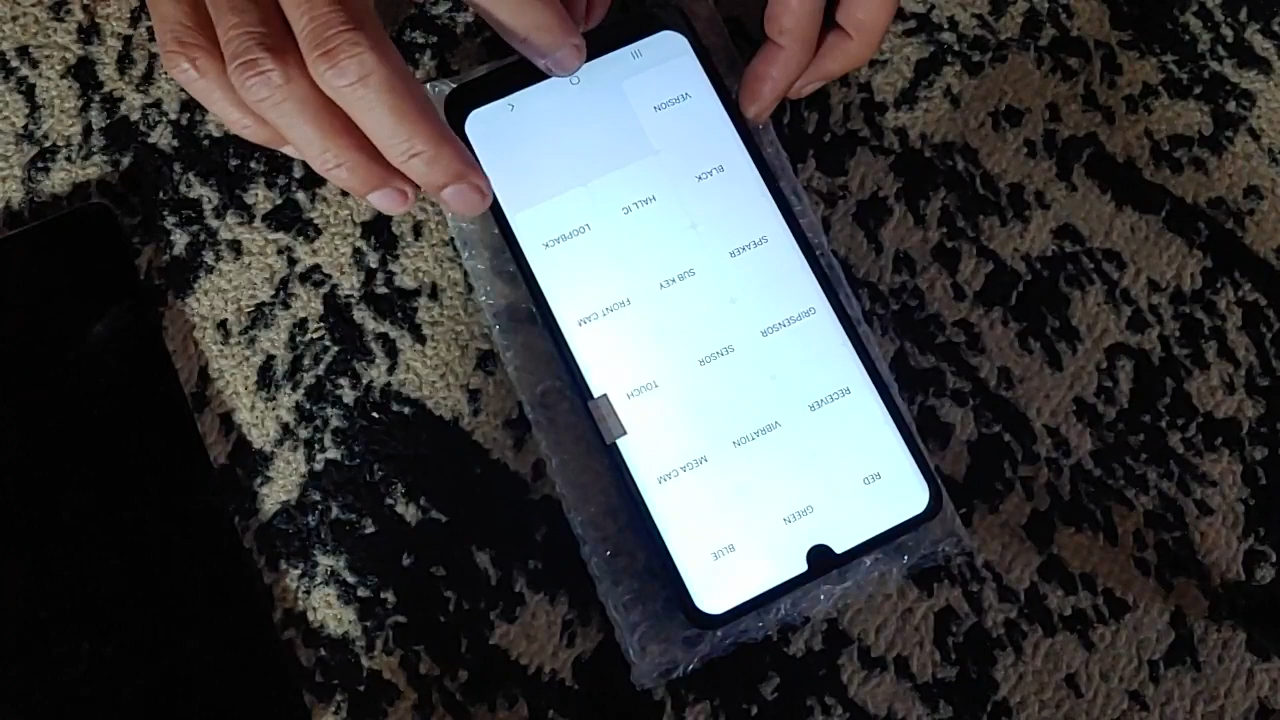 RED GREEN BLUE
RECEIVER VIBRATION MEGA CAM
GRIPSENSOR SENSOR TOUCH
SPEAKER SUB KEY FRONT CAM
BLACK HALL IC LOOPBACK
VERSION